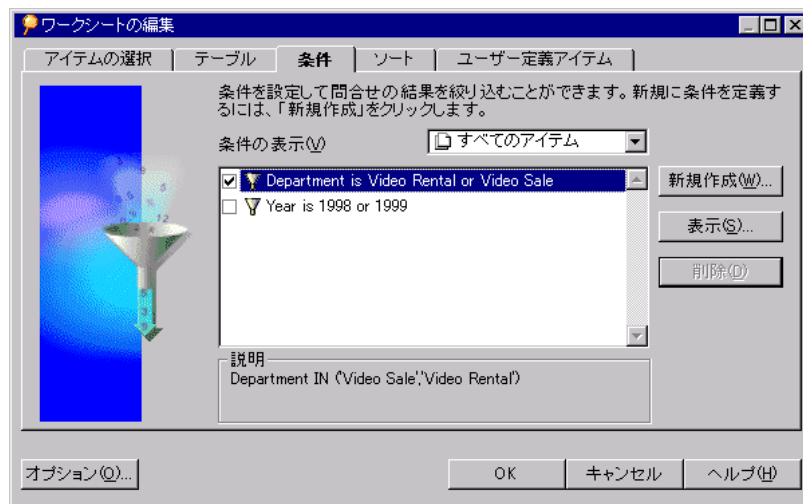 ワークシートの編集
アイテムの選択 テーブル 条件 ソート ユーザー定義アイテム
条件を設定して問合せの結果を絞り込むことができます。新規に条件を定義す
るには、「新規作成」をクリックします。
条件の表示(V) すべてのアイテム
Department is Video Rental or Video Sale
Year is 1998 or 1999
新規作成(W)...
表示(S)...
削除(D)
説明
Department IN ('Video Sale','Video Rental')
オプション(O)... OK キャンセル ヘルプ(H)